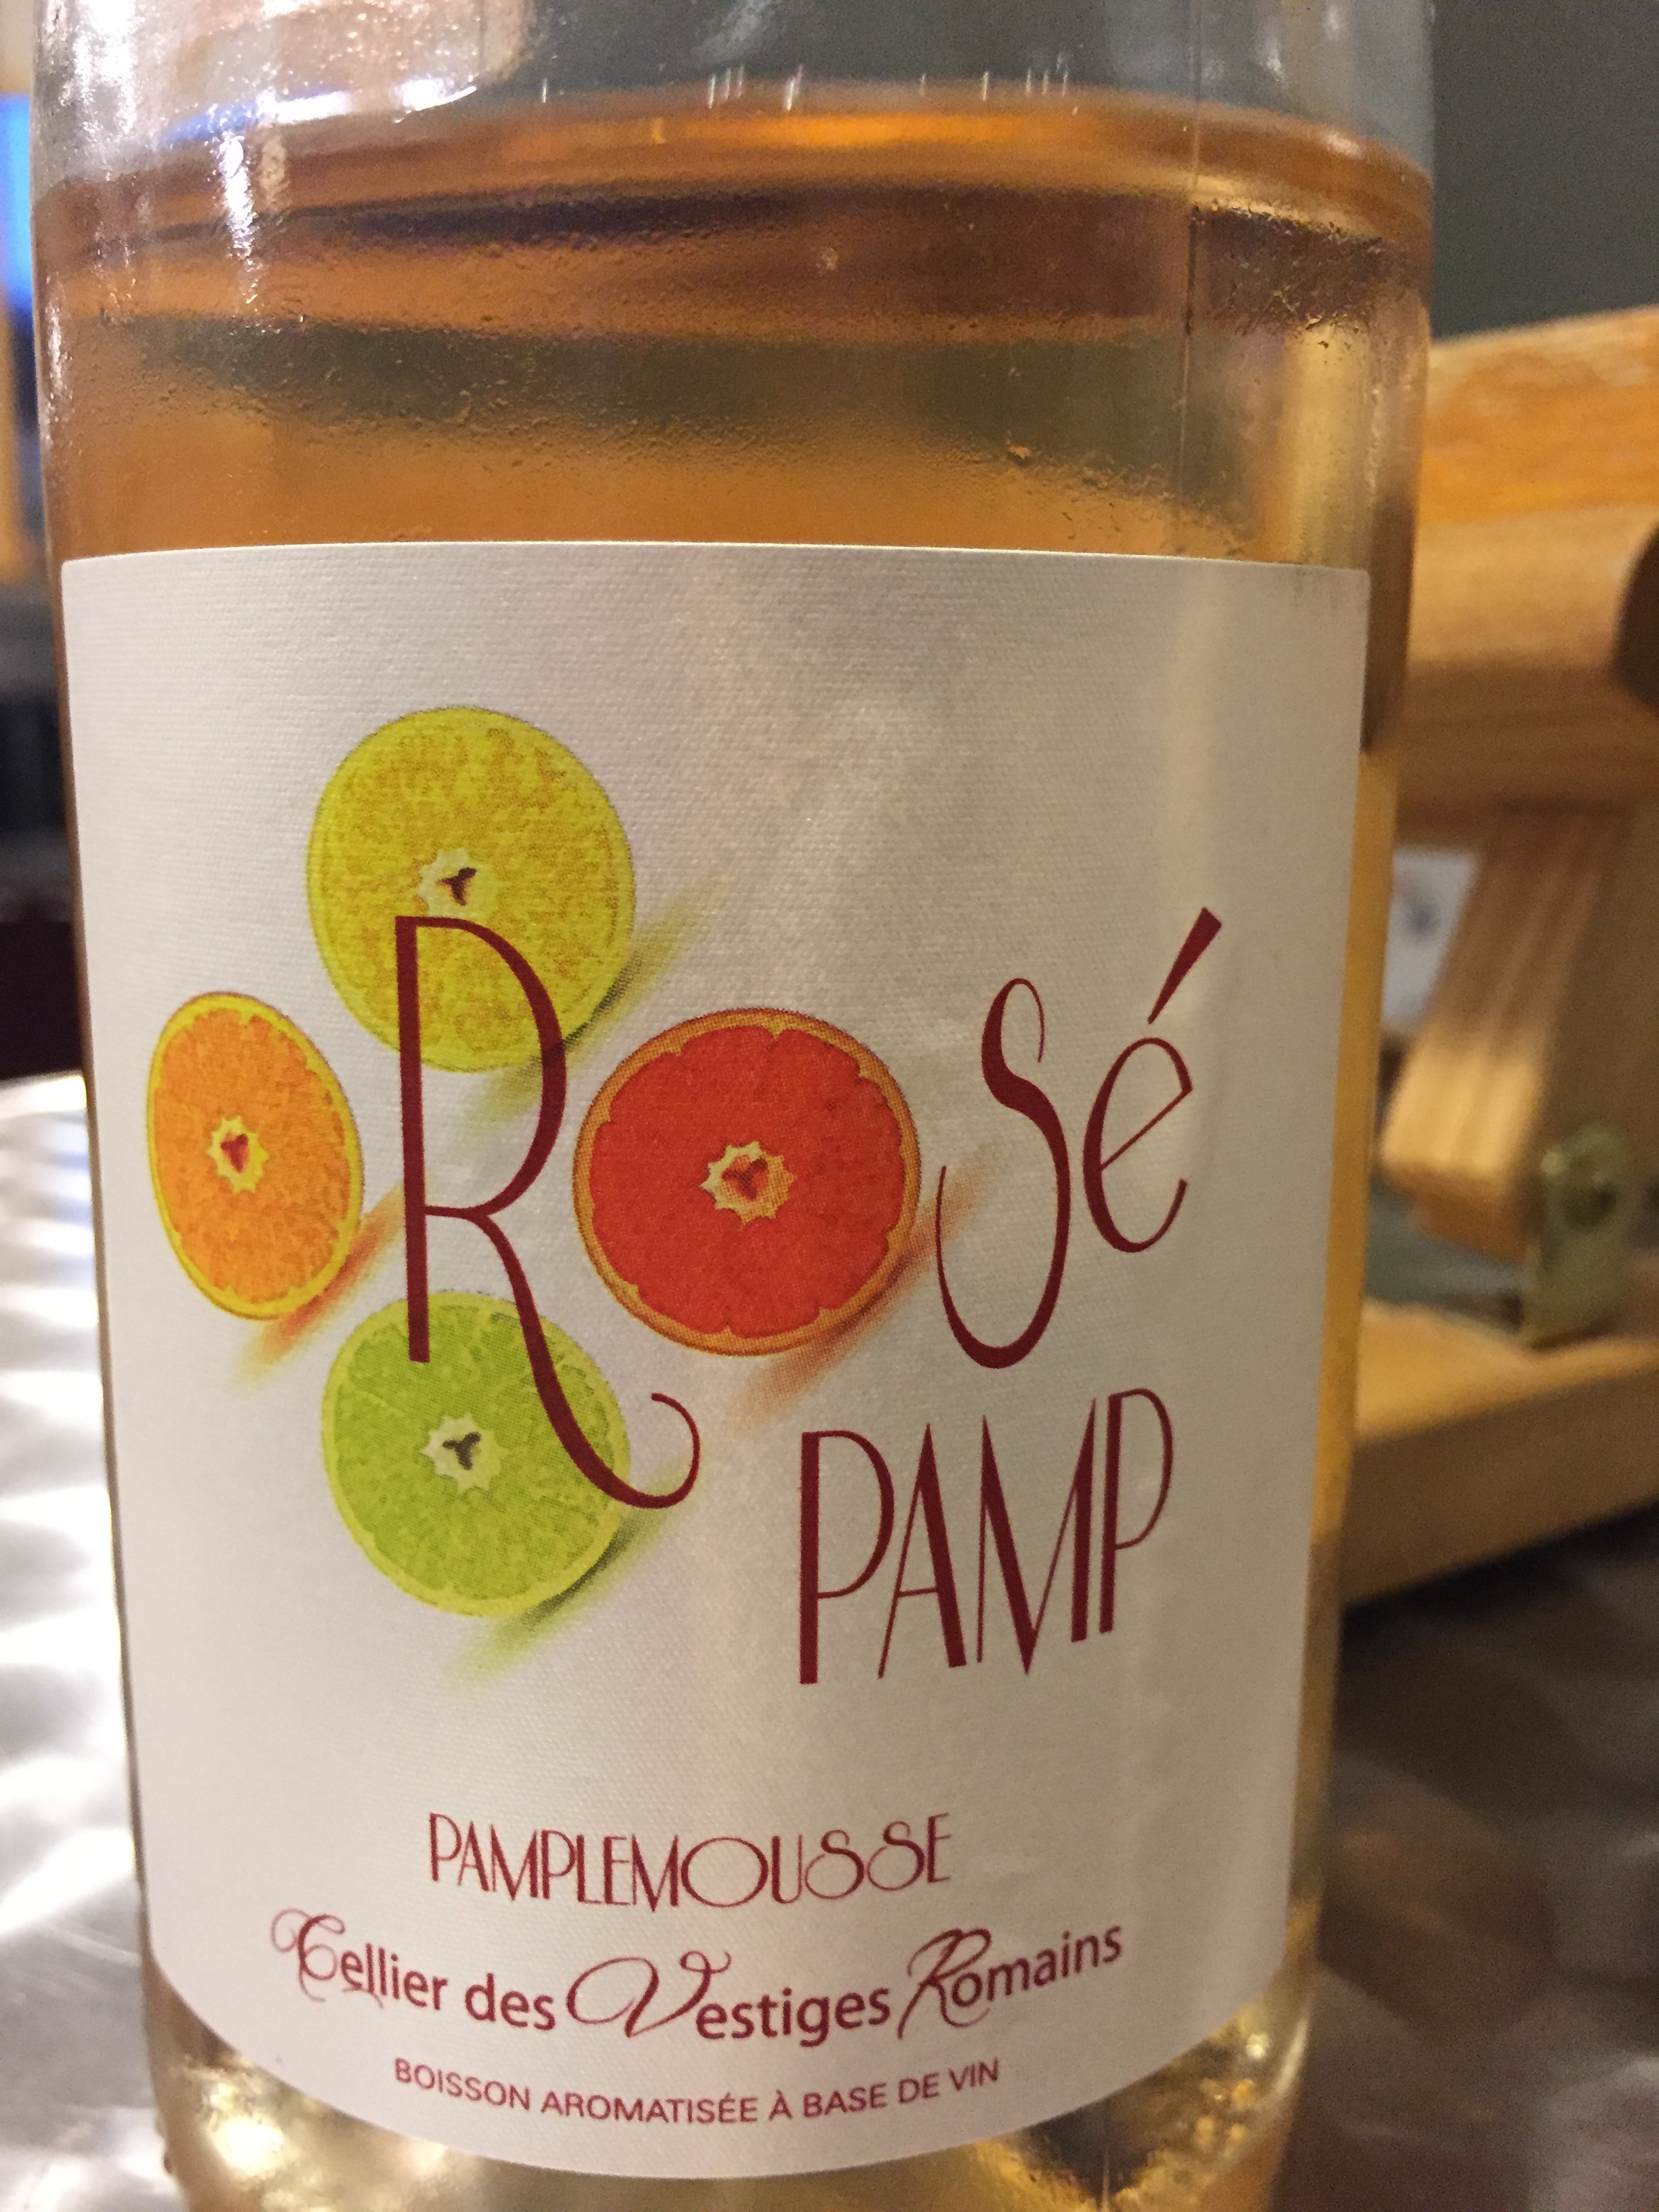 Rosé
PAMP
PAMPLEMOUSSE
Cellier des Vestiges Romains
BOISSON AROMATISÉE À BASE DE VIN